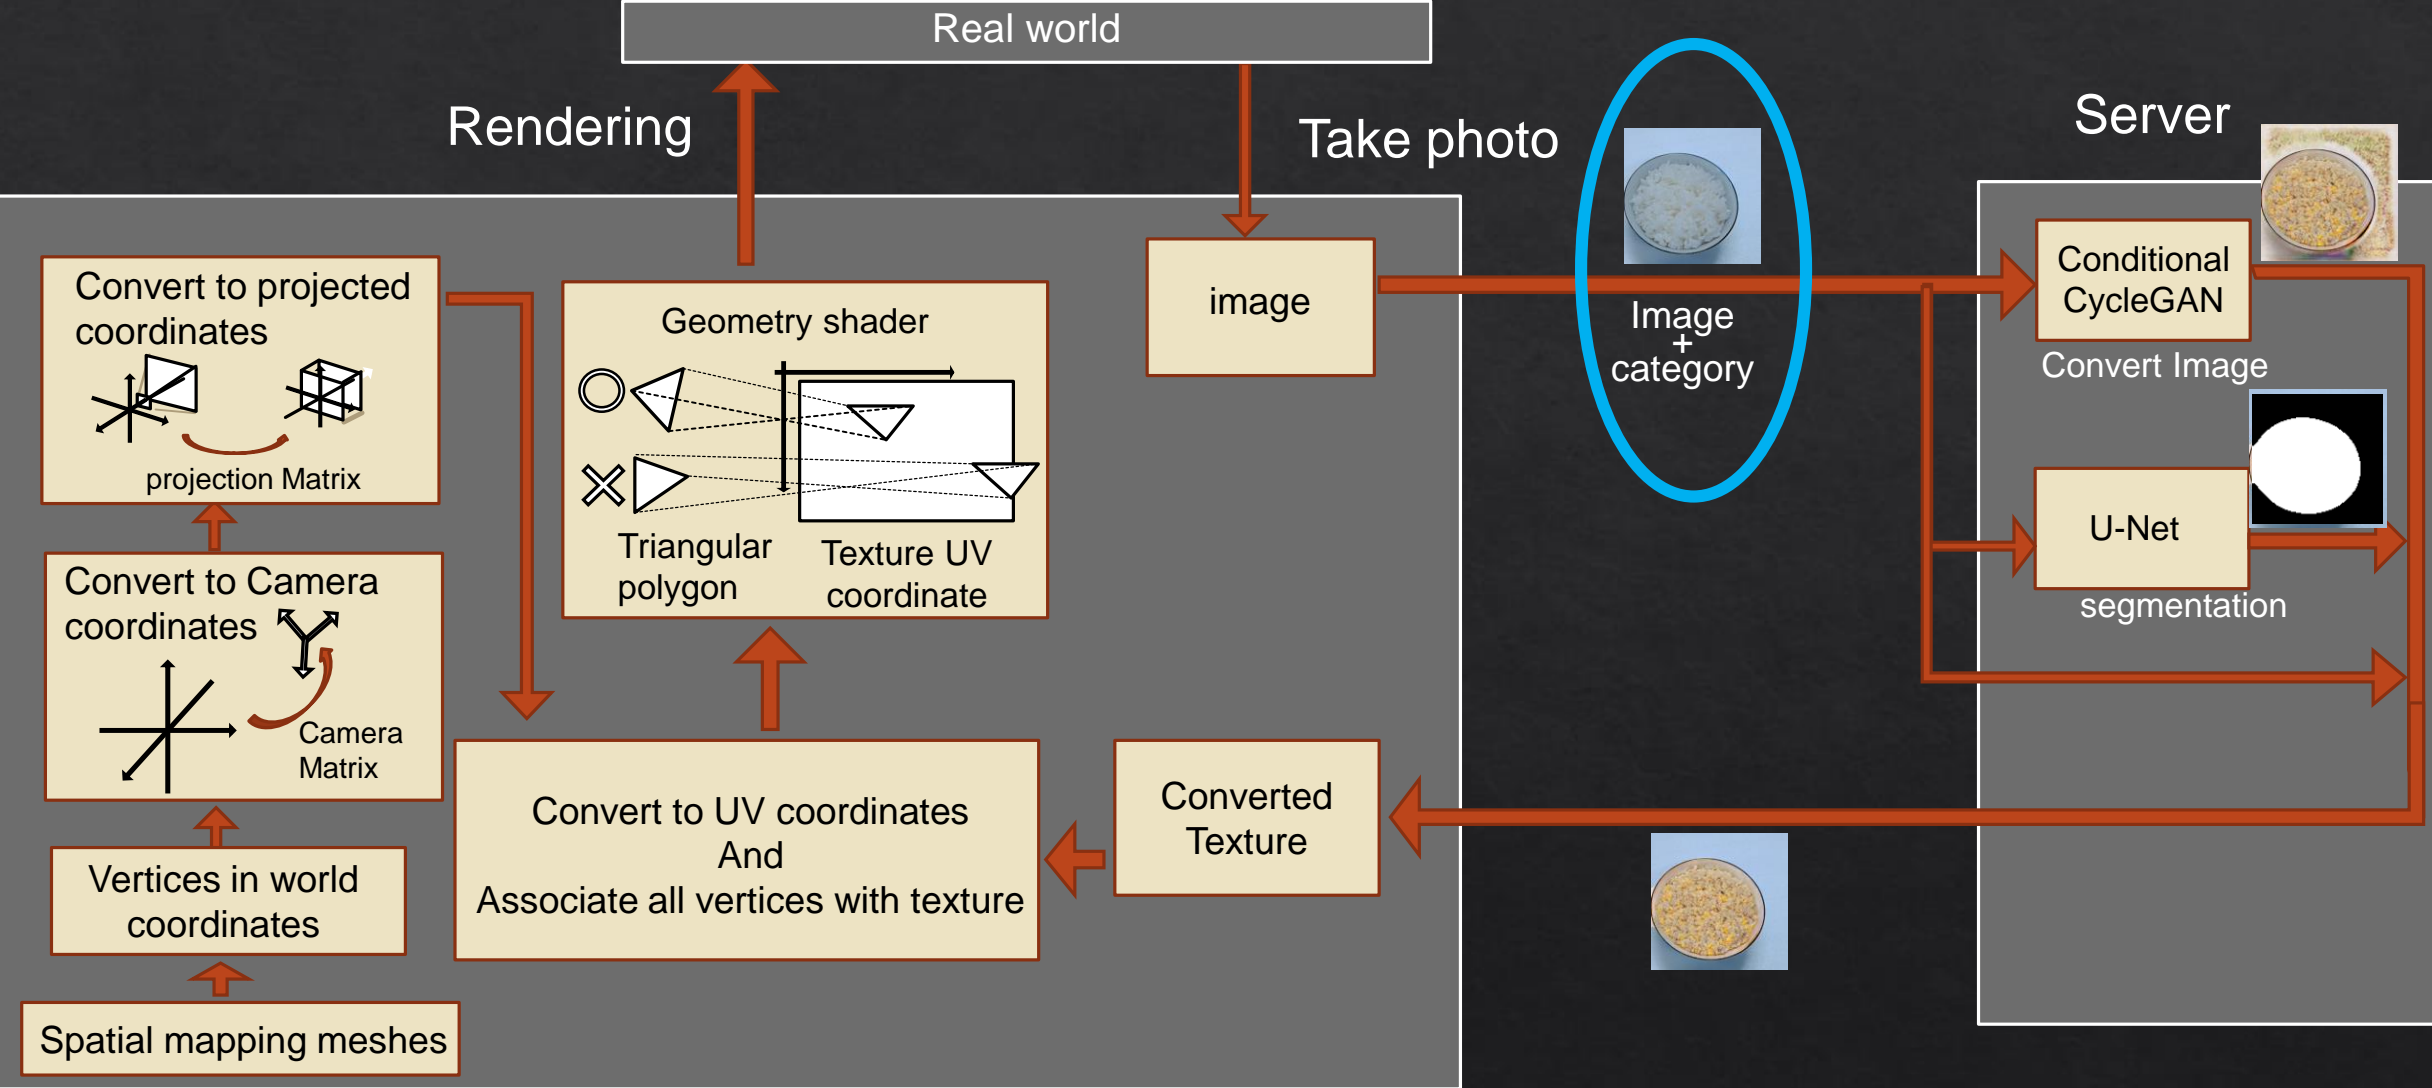 Real world
Rendering
Take photo
Server
Convert to projected
coordinates
projection Matrix
Convert to Camera
coordinates
Camera
Matrix
Vertices in world
coordinates
Spatial mapping meshes
Geometry shader
Triangular
polygon
Texture UV
coordinate
Convert to UV coordinates
And
Associate all vertices with texture
image
Converted
Texture
Image
+
category
Conditional
CycleGAN
Convert Image
U-Net
segmentation